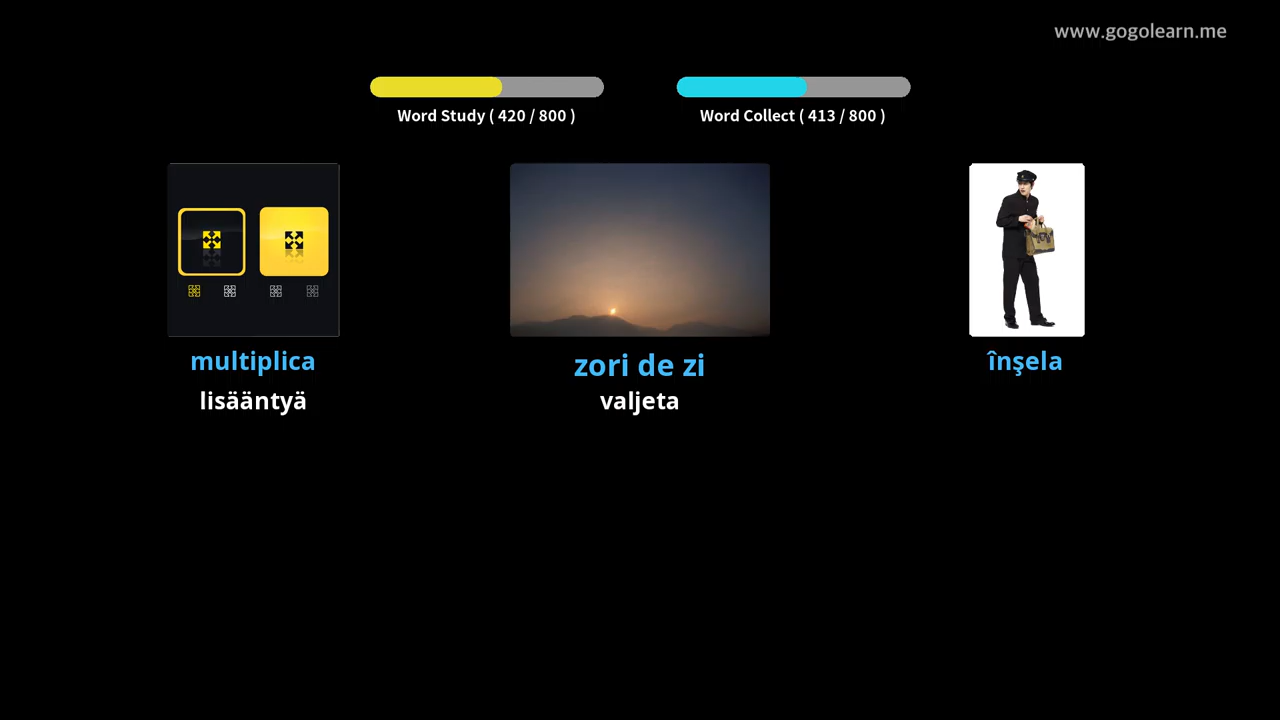 www.gogolearn.me
Word Study ( 420 / 800 )
Word Collect ( 413 / 800 )
multiplica
lisääntyä
zori de zi
valjeta
înşela